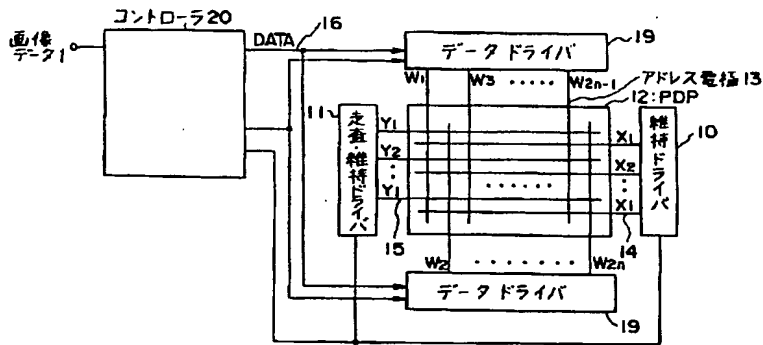 コントローラ20
画像
データ1
DATA
16
データドライバ
19
W1 W3 ..... W2n-1
アドレス電極13
12:PDP
11
走査・維持ドライバ
Y1
Y2
Y1
15
X1
X2
X1
14
維持ドライバ
10
W2 ........ W2n
データドライバ
19